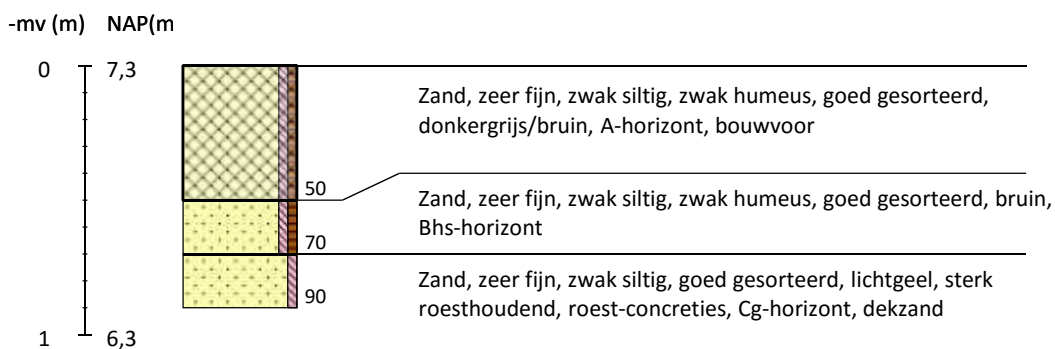 -mv (m) NAP(m
0 7,3
Zand, zeer fijn, zwak siltig, zwak humeus, goed gesorteerd,
donkergrijs/bruin, A-horizont, bouwvoor
50
Zand, zeer fijn, zwak siltig, zwak humeus, goed gesorteerd, bruin,
Bhs-horizont
70
Zand, zeer fijn, zwak siltig, goed gesorteerd, lichtgeel, sterk
roesthoudend, roest-concreties, Cg-horizont, dekzand
90
1 6,3